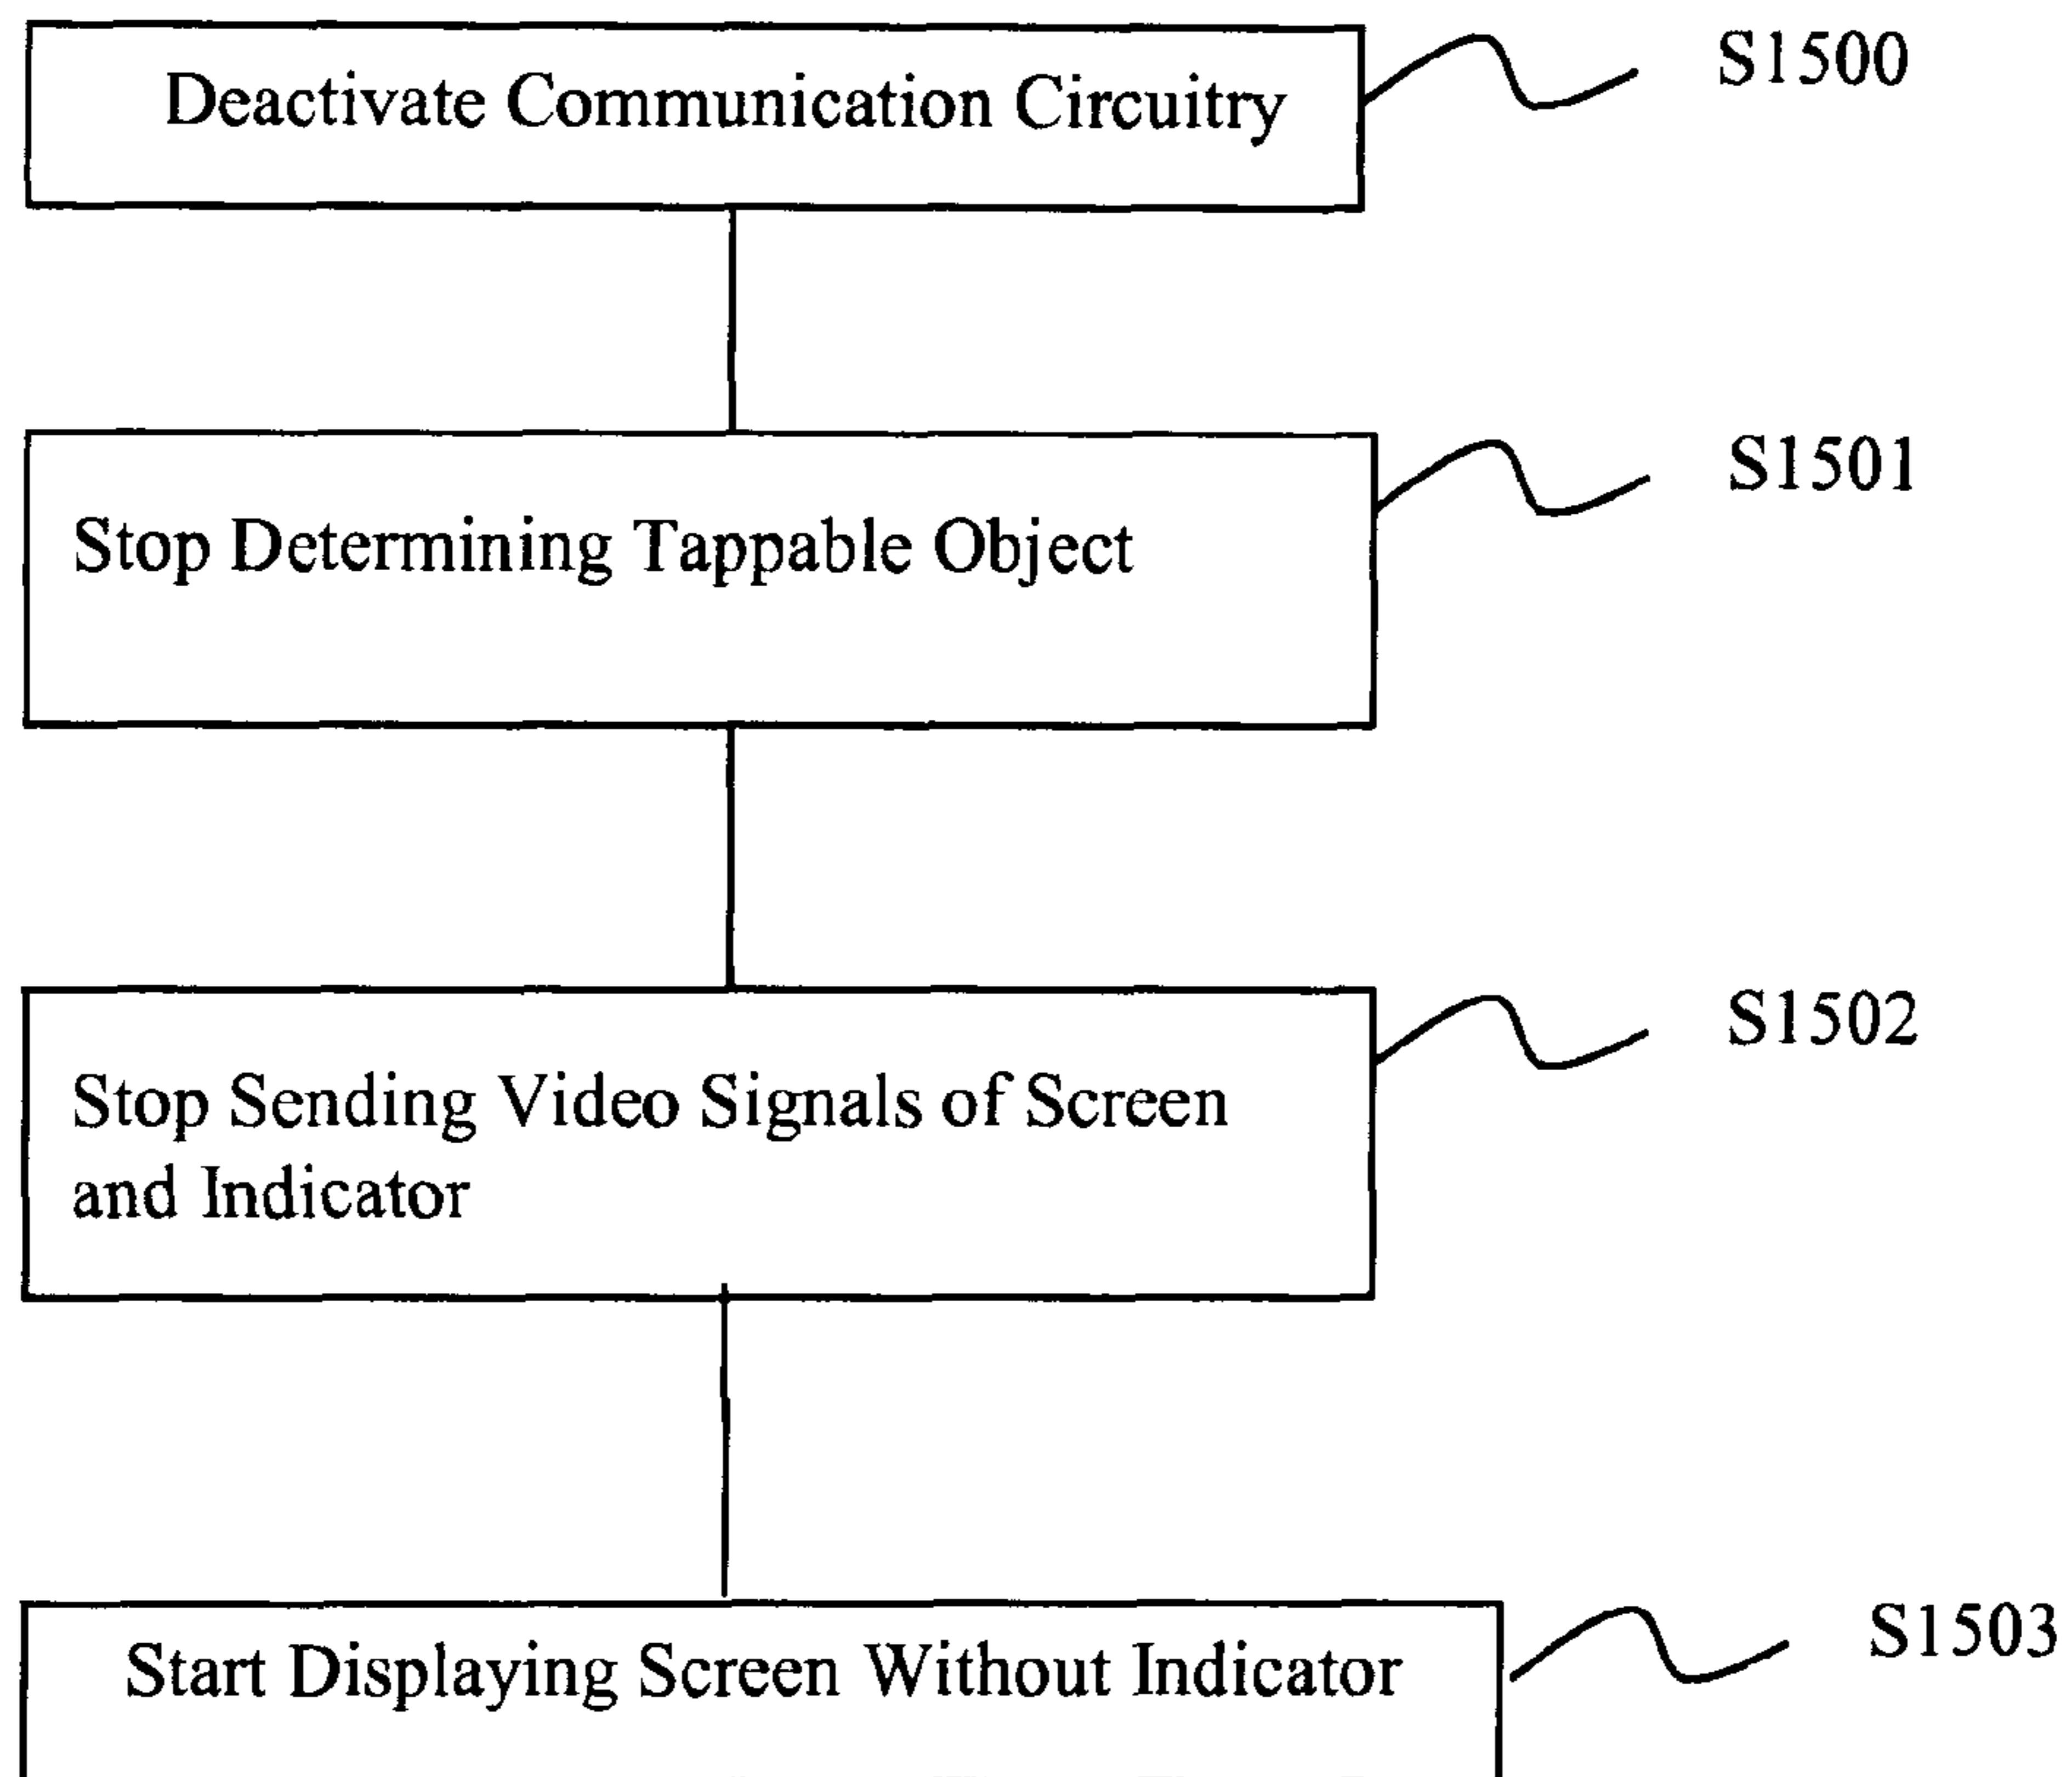 Deactivate Communication Circuitry
S1500
Stop Determining Tappable Object
S1501
Stop Sending Video Signals of Screen
and Indicator
S1502
Start Displaying Screen Without Indicator
S1503